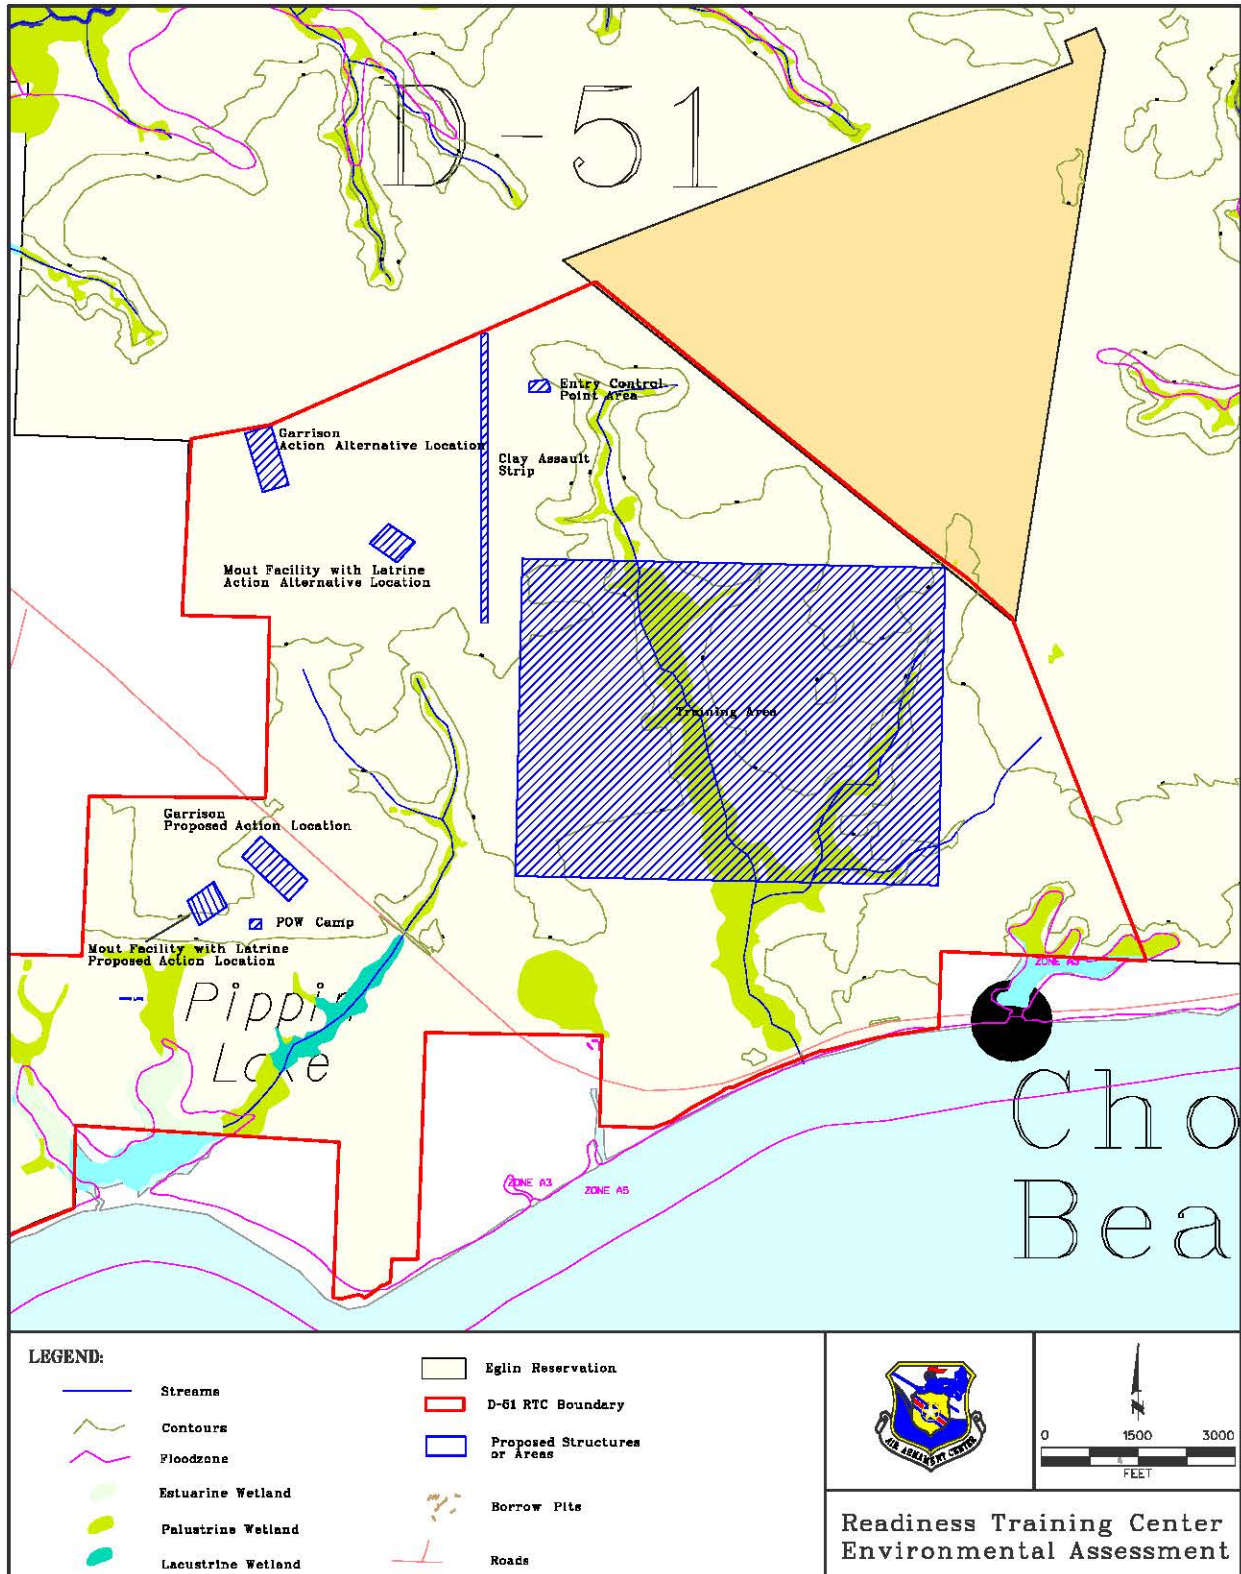 D-51
Entry Control
Point Area
Garrison
Action Alternative Location
Clay Assault
Strip
Mout Facility with Latrine
Action Alternative Location
Training Area
Garrison
Proposed Action Location
POW Camp
Mout Facility with Latrine
Proposed Action Location
Pippin
Lake
ZONE A3
Cho
Bea
ZONE A3
ZONE A5
LEGEND:
Streams
Contours
Floodzone
Estuarine Wetland
Palustrine Wetland
Lacustrine Wetland
Eglin Reservation
D-51 RTC Boundary
Proposed Structures
or Areas
Borrow Pits
Roads
AIR ARMAMENT CENTER
N
0 1500 3000
FEET
Readiness Training Center
Environmental Assessment